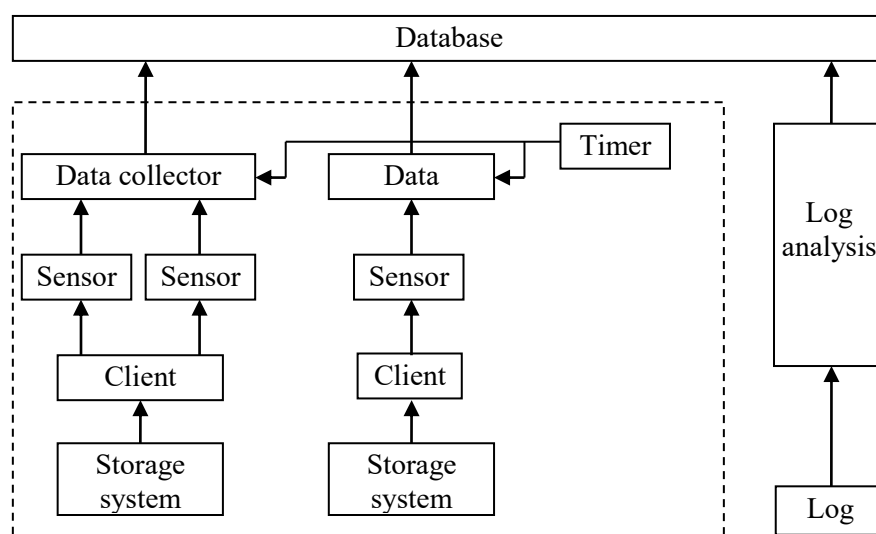 Database
Timer
Data collector
Data
Log
analysis
Sensor
Sensor
Sensor
Client
Client
Storage
system
Storage
system
Log